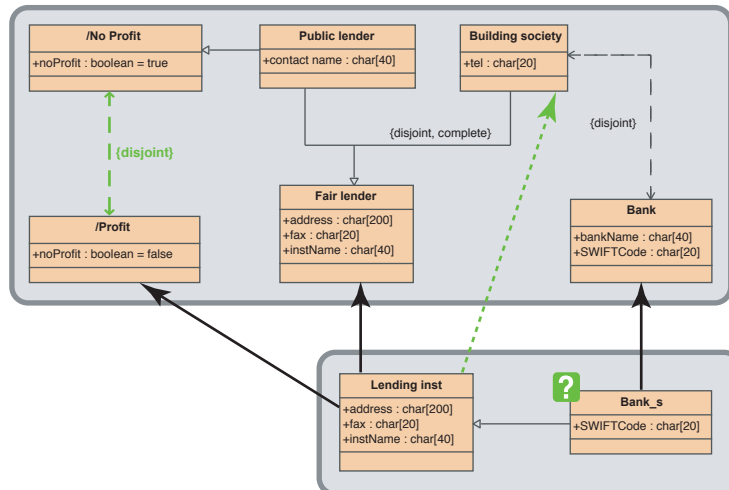 /No Profit
+noProfit : boolean = true
Public lender
+contact name : char[40]
Building society
+tel : char[20]
{disjoint}
{disjoint, complete}
{disjoint}
/Profit
+noProfit : boolean = false
Fair lender
+address : char[200]
+fax : char[20]
+instName : char[40]
Bank
+bankName : char[40]
+SWIFTCode : char[20]
Lending inst
+address : char[200]
+fax : char[20]
+instName : char[40]
?
Bank_s
+SWIFTCode : char[20]